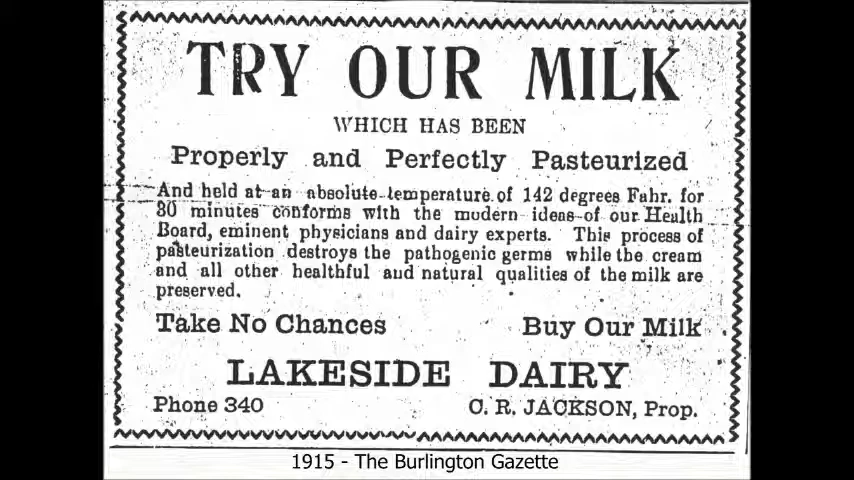 TRY OUR MILK
WHICH HAS BEEN
Properly and Perfectly Pasteurized
And held at an absolute temperature of 142 degrees Fahr. for
30 minutes conforms with the modern ideas of our Health
Board, eminent physicians and dairy experts. This process of
pasteurization destroys the pathogenic germs while the cream
and all other healthful and natural qualities of the milk are
preserved.
Take No Chances Buy Our Milk
LAKESIDE DAIRY
Phone 340 C. R. JACKSON, Prop.
1915 - The Burlington Gazette